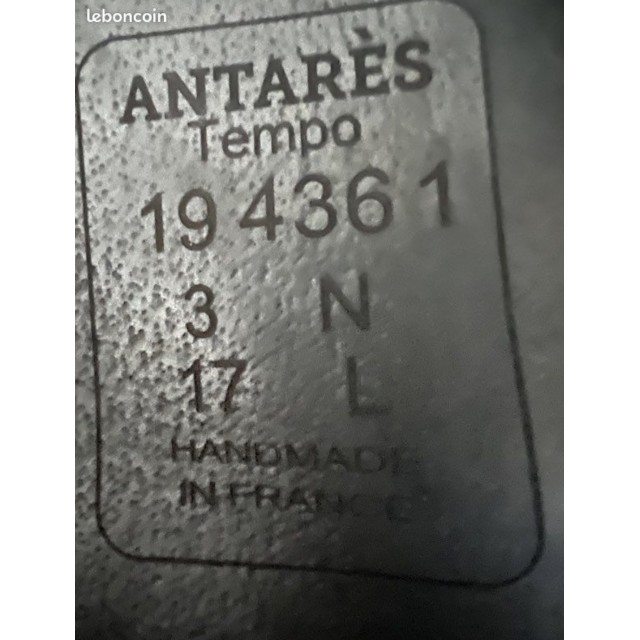 leboncoin
ANTARÈS
Tempo
19 4361
3 N
17 L
HANDMADE
IN FRANCE